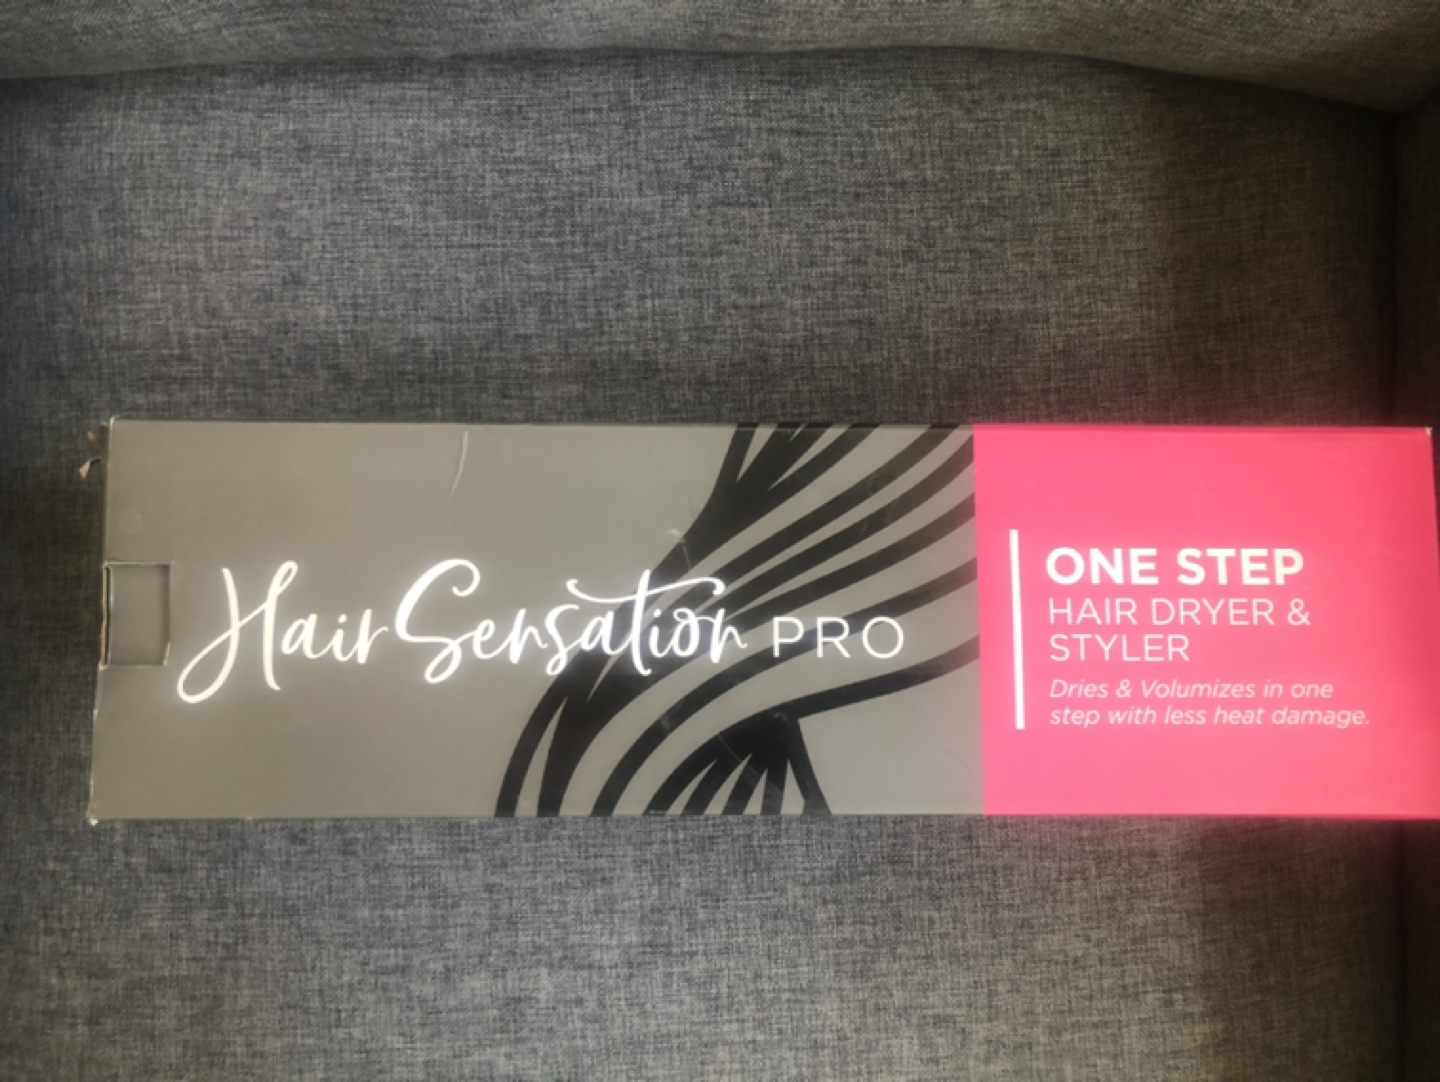 HairSensation PRO
ONE STEP
HAIR DRYER &
STYLER
Dries & Volumizes in one
step with less heat damage.